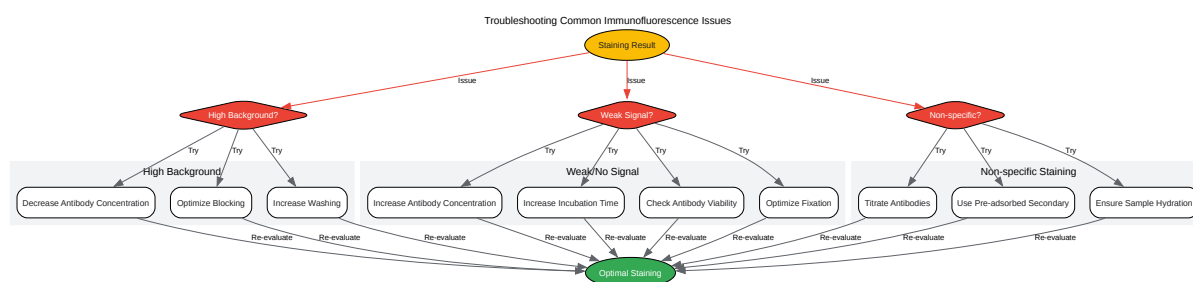 Troubleshooting Common Immunofluorescence Issues
Staining Result
Issue
Issue
Issue
High Background?
Weak Signal?
Non-specific?
Try
Try
Try
Try
Try
Try
Try
Try
Try
Try
High Background
Weak/No Signal
Non-specific Staining
Decrease Antibody Concentration
Optimize Blocking
Increase Washing
Increase Antibody Concentration
Increase Incubation Time
Check Antibody Viability
Optimize Fixation
Titrate Antibodies
Use Pre-adsorbed Secondary
Ensure Sample Hydration
Re-evaluate
Re-evaluate
Re-evaluate
Re-evaluate
Re-evaluate
Re-evaluate
Re-evaluate
Re-evaluate
Re-evaluate
Re-evaluate
Optimal Staining